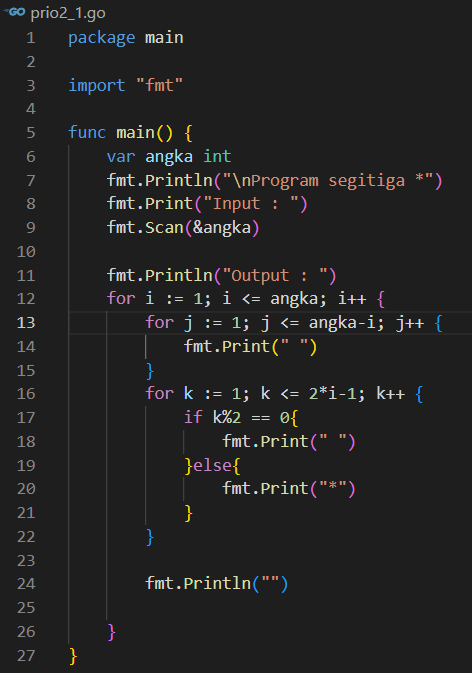 GO prio2_1.go
1 package main
2
3 import "fmt"
4
5 func main() {
6 var angka int
7 fmt.Println("\nProgram segitiga *")
8 fmt.Print("Input : ")
9 fmt.Scan(&angka)
10
11 fmt.Println("Output : ")
12 for i := 1; i <= angka; i++ {
13 for j := 1; j <= angka-i; j++ {
14 fmt.Print(" ")
15 }
16 for k := 1; k <= 2*i-1; k++ {
17 if k%2 == 0{
18 fmt.Print(" ")
19 }else{
20 fmt.Print("*")
21 }
22 }
23
24 fmt.Println("")
25
26 }
27 }